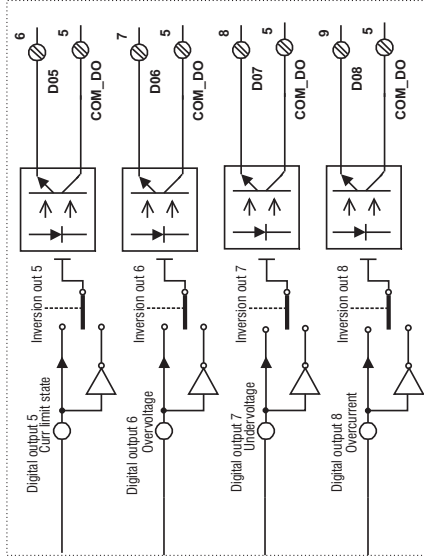 Digital output 5
Curr limit state
Inversion out 5
6
D05
5
COM_DO
Digital output 6
Overvoltage
Inversion out 6
7
D06
5
COM_DO
Digital output 7
Undervoltage
Inversion out 7
8
D07
5
COM_DO
Digital output 8
Overcurrent
Inversion out 8
9
D08
5
COM_DO